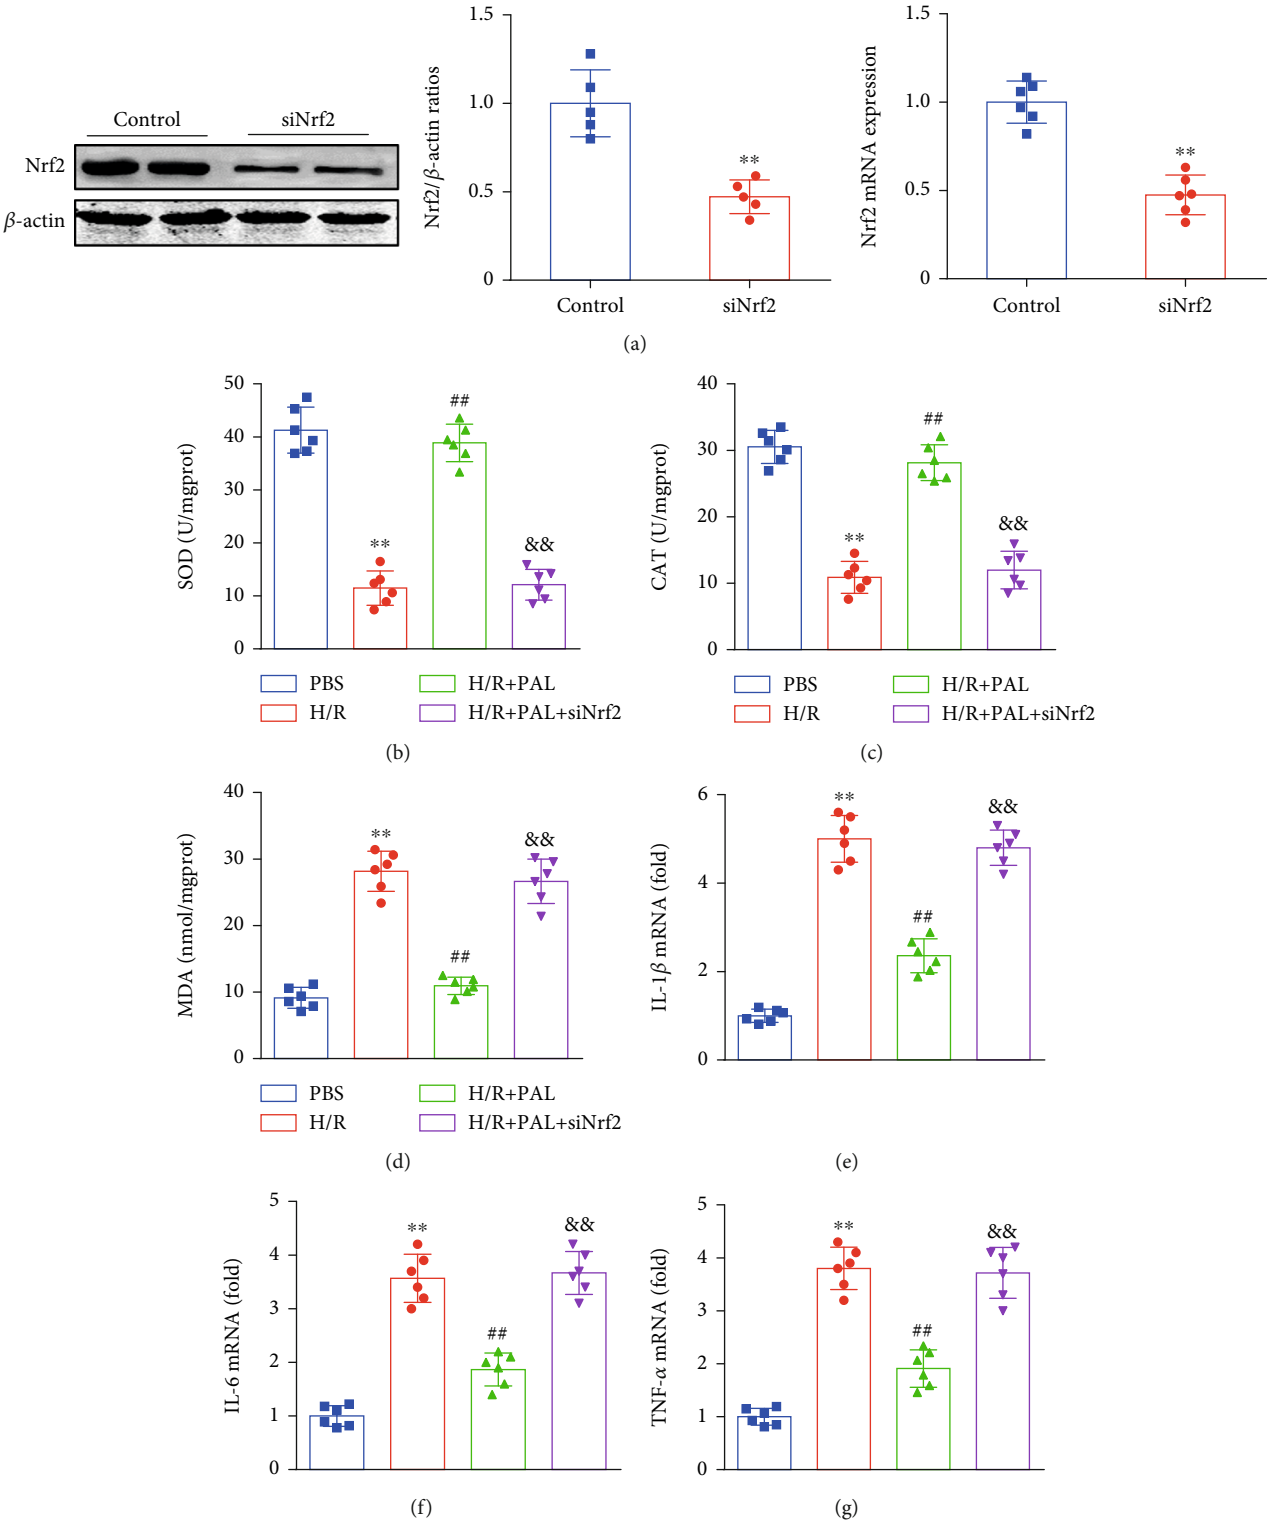 Control siNrf2
Nrf2
β-actin
1.5
1.0
0.5
0
Nrf2/β-actin ratios
**
Control siNrf2
1.5
1.0
0.5
0
Nrf2 mRNA expression
**
Control siNrf2
(a)
50
40
30
20
10
0
SOD (U/mgprot)
**
##
&&
PBS H/R+PAL
H/R H/R+PAL+siNrf2
(b)
40
30
20
10
0
CAT (U/mgprot)
**
##
&&
PBS H/R+PAL
H/R H/R+PAL+siNrf2
(c)
40
30
20
10
0
MDA (nmol/mgprot)
**
##
&&
PBS H/R+PAL
H/R H/R+PAL+siNrf2
(d)
6
4
2
0
IL-1β mRNA (fold)
**
##
&&
(e)
5
4
3
2
1
0
IL-6 mRNA (fold)
**
##
&&
(f)
5
4
3
2
1
0
TNF-α mRNA (fold)
**
##
&&
(g)